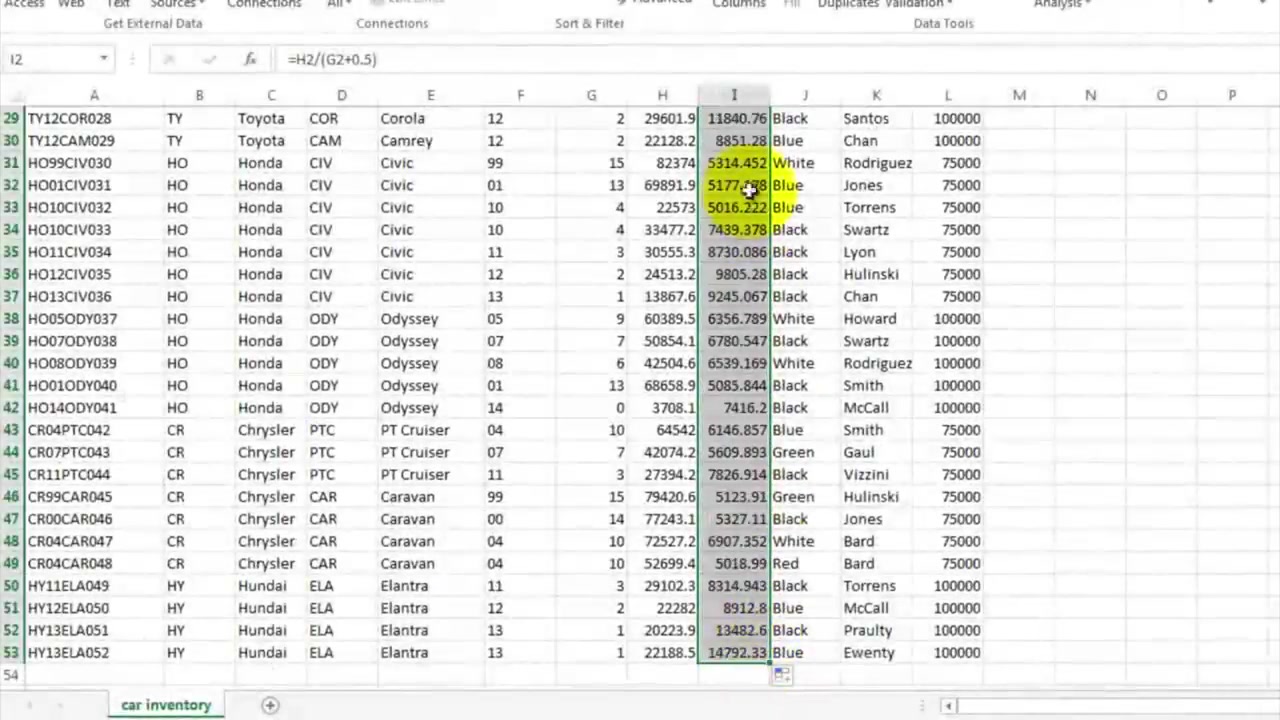 Access Web Text Sources Connections All Edit Links Advanced Columns Fill Duplicates Validation Analysis
Get External Data Connections Sort & Filter Data Tools
I2 fx =H2/(G2+0.5)
A B C D E F G H I J K L M N O P
29 TY12COR028 TY Toyota COR Corola 12 2 29601.9 11840.76 Black Santos 100000
30 TY12CAM029 TY Toyota CAM Camrey 12 2 22128.2 8851.28 Blue Chan 100000
31 HO99CIV030 HO Honda CIV Civic 99 15 82374 5314.452 White Rodriguez 75000
32 HO01CIV031 HO Honda CIV Civic 01 13 69891.9 Blue Jones 75000
33 HO10CIV032 HO Honda CIV Civic 10 4 22573 5016.222 Blue Torrens 75000
34 HO10CIV033 HO Honda CIV Civic 10 4 33477.2 7439.378 Black Swartz 75000
35 HO11CIV034 HO Honda CIV Civic 11 3 30555.3 8730.086 Black Lyon 75000
36 HO12CIV035 HO Honda CIV Civic 12 2 24513.2 9805.28 Black Hulinski 75000
37 HO13CIV036 HO Honda CIV Civic 13 1 13867.6 9245.067 Black Chan 75000
38 HO05ODY037 HO Honda ODY Odyssey 05 9 60389.5 6356.789 White Howard 100000
39 HO07ODY038 HO Honda ODY Odyssey 07 7 50854.1 6780.547 Black Swartz 100000
40 HO08ODY039 HO Honda ODY Odyssey 08 6 42504.6 6539.169 White Rodriguez 100000
41 HO01ODY040 HO Honda ODY Odyssey 01 13 68658.9 5085.844 Black Smith 100000
42 HO14ODY041 HO Honda ODY Odyssey 14 0 3708.1 7416.2 Black McCall 100000
43 CR04PTC042 CR Chrysler PTC PT Cruiser 04 10 64542 6146.857 Blue Smith 75000
44 CR07PTC043 CR Chrysler PTC PT Cruiser 07 7 42074.2 5609.893 Green Gaul 75000
45 CR11PTC044 CR Chrysler PTC PT Cruiser 11 3 27394.2 7826.914 Black Vizzini 75000
46 CR99CAR045 CR Chrysler CAR Caravan 99 15 79420.6 5123.91 Green Hulinski 75000
47 CR00CAR046 CR Chrysler CAR Caravan 00 14 77243.1 5327.11 Black Jones 75000
48 CR04CAR047 CR Chrysler CAR Caravan 04 10 72527.2 6907.352 White Bard 75000
49 CR04CAR048 CR Chrysler CAR Caravan 04 10 52699.4 5018.99 Red Bard 75000
50 HY11ELA049 HY Hundai ELA Elantra 11 3 29102.3 8314.943 Black Torrens 100000
51 HY12ELA050 HY Hundai ELA Elantra 12 2 22282 8912.8 Blue McCall 100000
52 HY13ELA051 HY Hundai ELA Elantra 13 1 20223.9 13482.6 Black Praulty 100000
53 HY13ELA052 HY Hundai ELA Elantra 13 1 22188.5 14792.33 Blue Ewenty 100000
54
car inventory